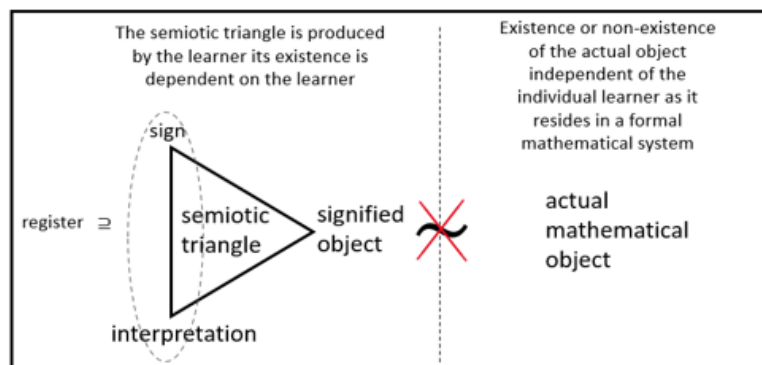 The semiotic triangle is produced
by the learner its existence is
dependent on the learner
Existence or non-existence
of the actual object
independent of the
individual learner as it
resides in a formal
mathematical system
sign
register ⊇
semiotic
triangle
signified
object
~
actual
mathematical
object
interpretation